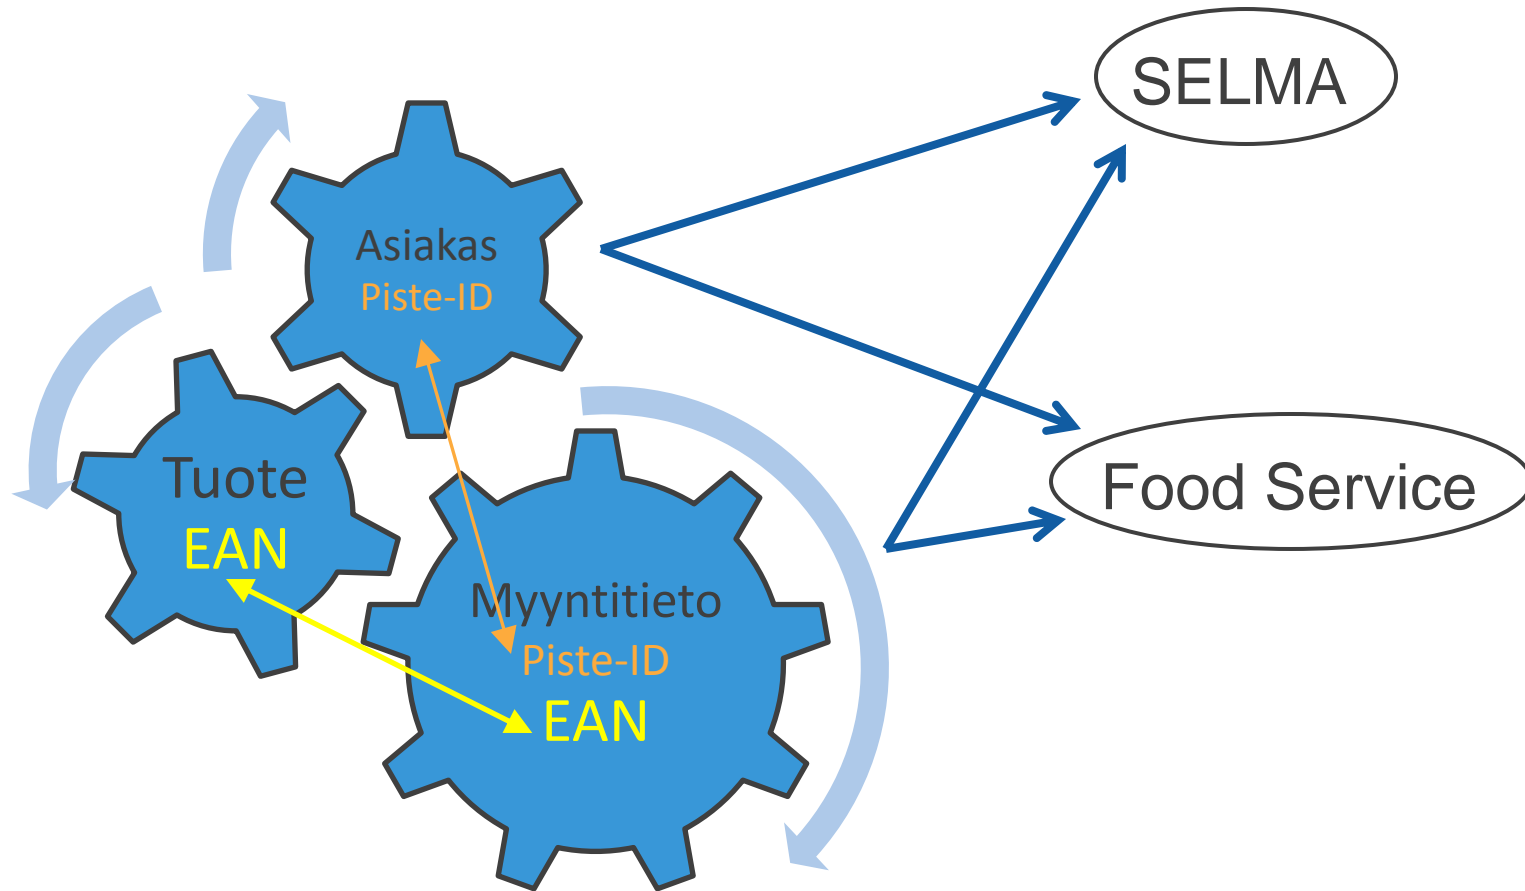 SELMA
Asiakas
Piste-ID
Tuote
EAN
Food Service
Myyntitieto
Piste-ID
EAN